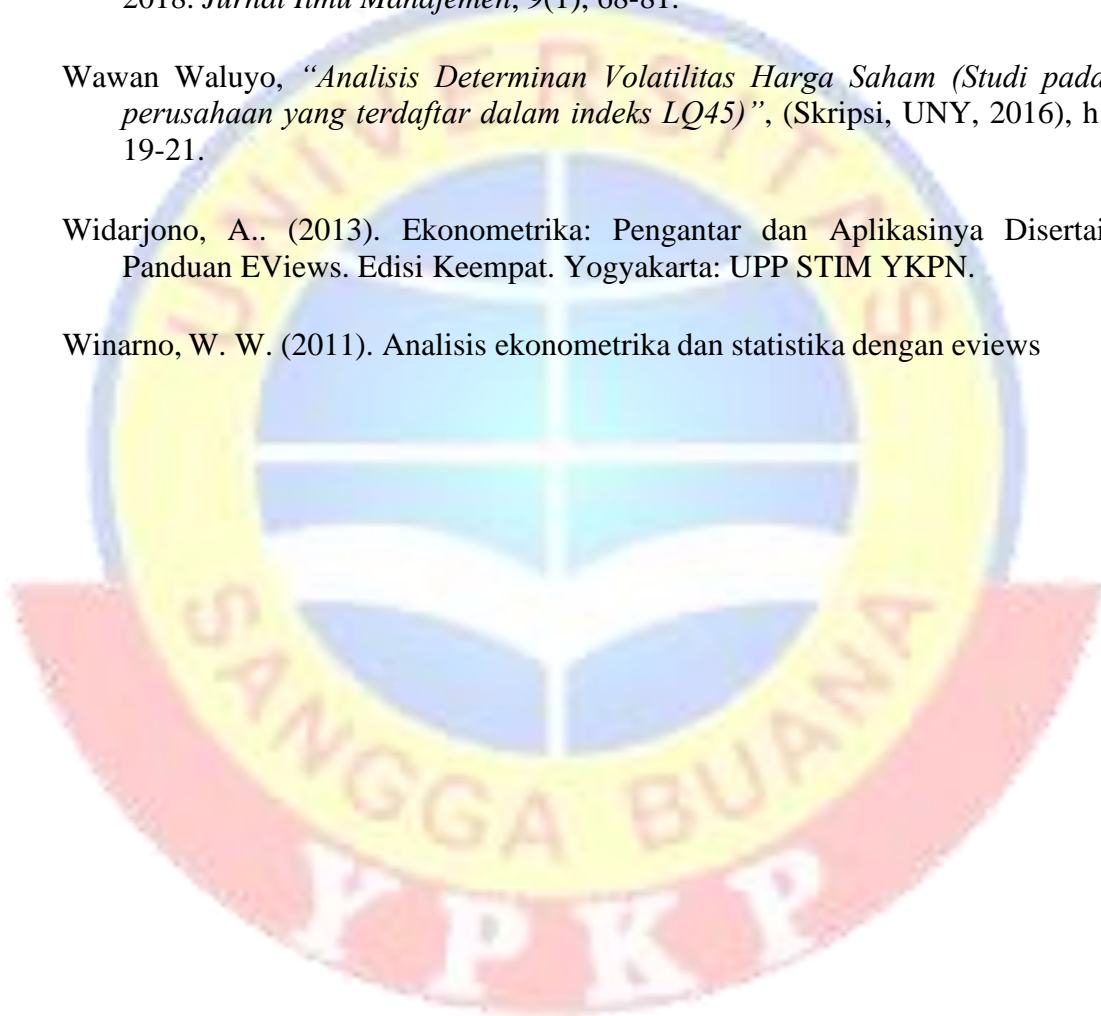 2018. Jurnal Ilmu Manajemen, 9(1), 68-81.
Wawan Waluyo, “Analisis Determinan Volatilitas Harga Saham (Studi pada
perusahaan yang terdaftar dalam indeks LQ45)”, (Skripsi, UNY, 2016), h.
19-21.
Widarjono, A.. (2013). Ekonometrika: Pengantar dan Aplikasinya Disertai
Panduan EViews. Edisi Keempat. Yogyakarta: UPP STIM YKPN.
Winarno, W. W. (2011). Analisis ekonometrika dan statistika dengan eviews
UNIVERSITAS
SANGGA BUANA
YPKP